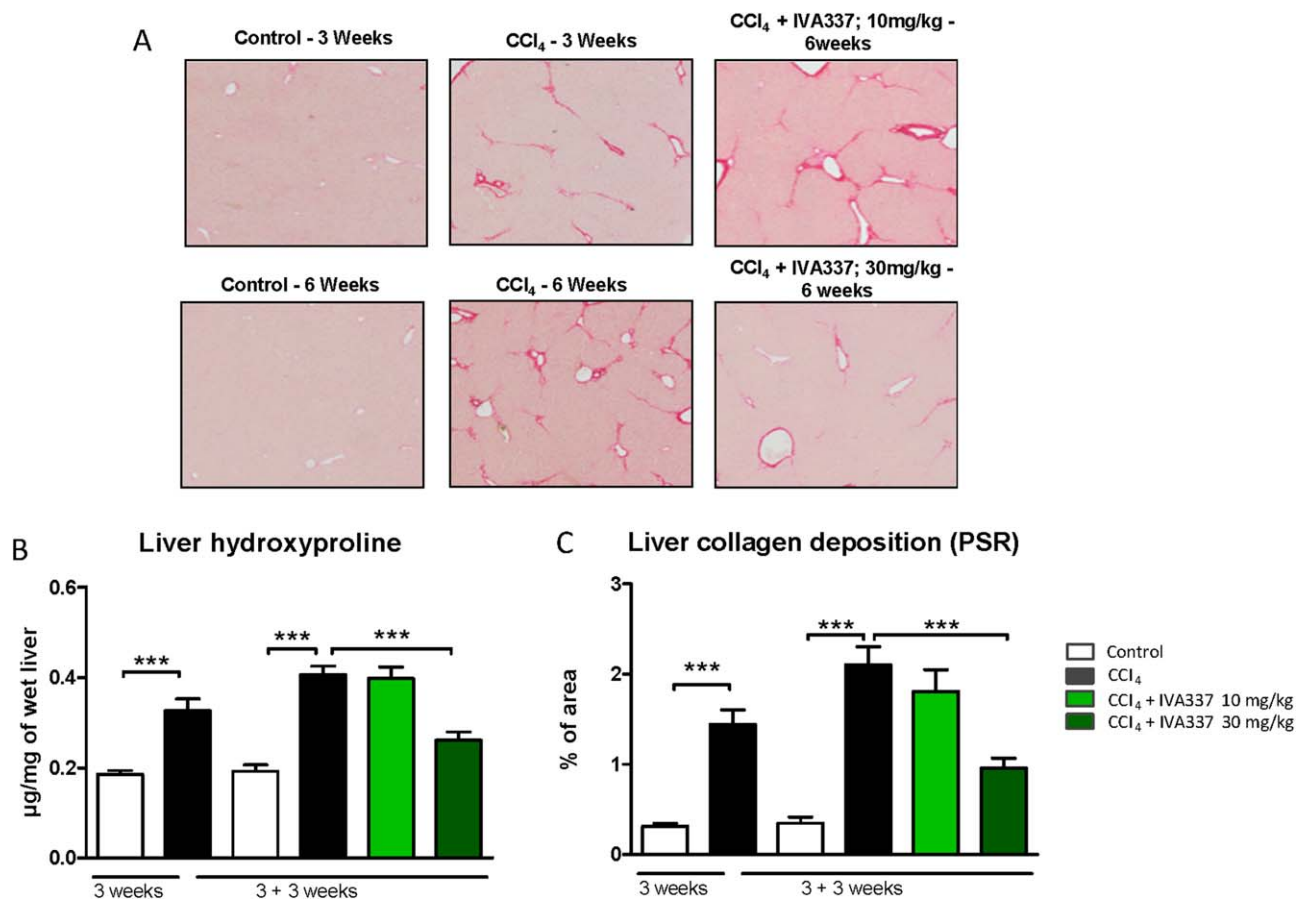 A
Control - 3 Weeks
CCl₄ - 3 Weeks
CCl₄ + IVA337; 10mg/kg -
6weeks
Control - 6 Weeks
CCl₄ - 6 Weeks
CCl₄ + IVA337; 30mg/kg -
6 weeks
B
Liver hydroxyproline
µg/mg of wet liver
0.6
0.4
0.2
0.0
***
***
***
3 weeks
3 + 3 weeks
C
Liver collagen deposition (PSR)
% of area
3
2
1
0
***
***
***
3 weeks
3 + 3 weeks
Control
CCl₄
CCl₄ + IVA337 10 mg/kg
CCl₄ + IVA337 30 mg/kg